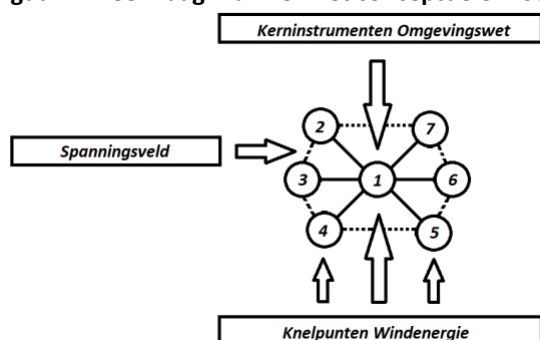 Kerninstrumenten Omgevingswet
2 7
Spanningsveld
3 1 6
4 5
Knelpunten Windenergie